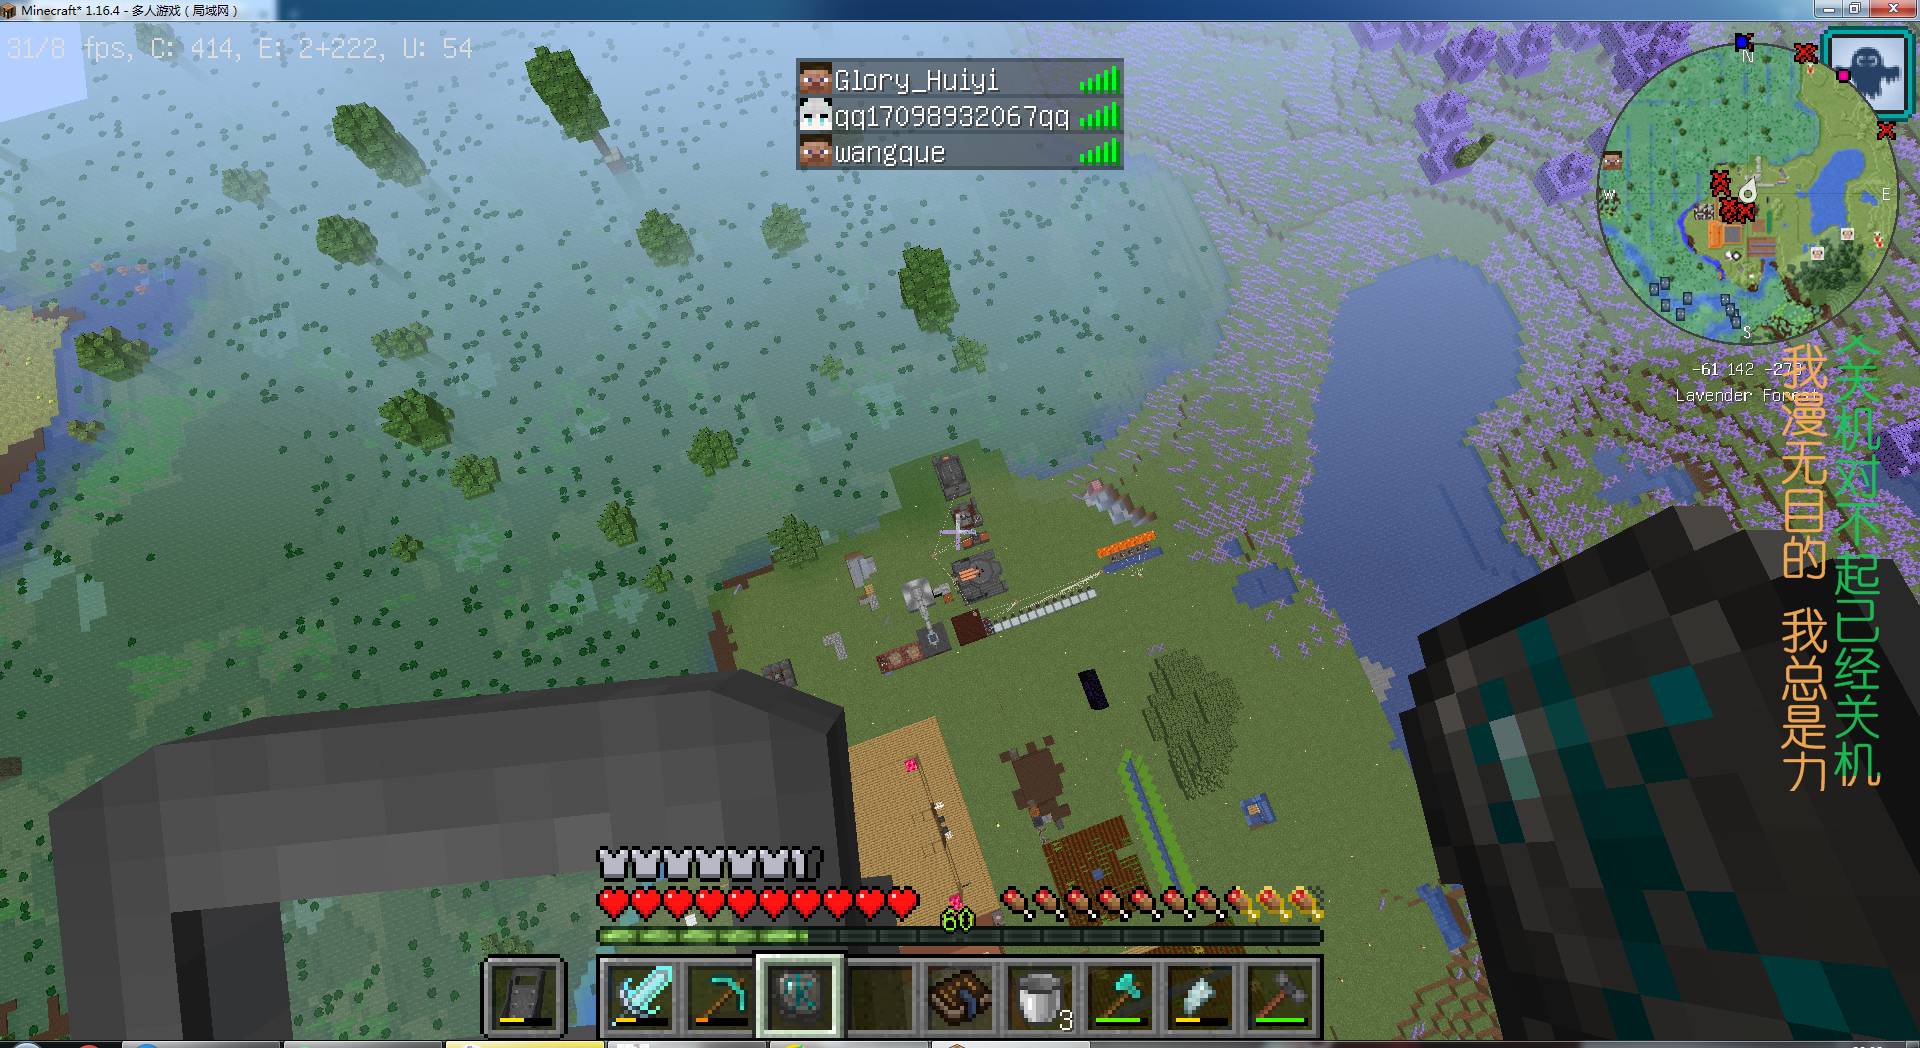 Minecraft* 1.16.4 - 多人游戏（局域网）
31/8 fps, C: 414, E: 2+222, U: 54
Glory_Huiyi
qq17098932067qq
wangque
N
W
E
S
-61 142 -273
Lavender Forest
关机对不起已经关机
我漫无目的 我总是力
60
3